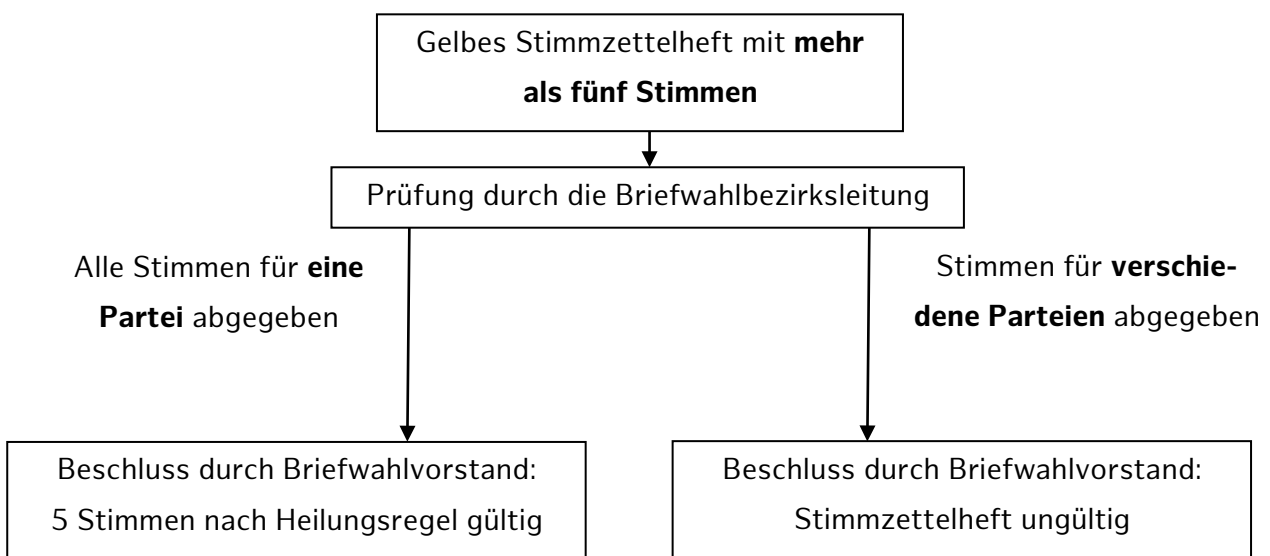 Gelbes Stimmzettelheft mit mehr
als fünf Stimmen
Prüfung durch die Briefwahlbezirksleitung
Alle Stimmen für eine
Partei abgegeben
Stimmen für verschie-
dene Parteien abgegeben
Beschluss durch Briefwahlvorstand:
5 Stimmen nach Heilungsregel gültig
Beschluss durch Briefwahlvorstand:
Stimmzettelheft ungültig